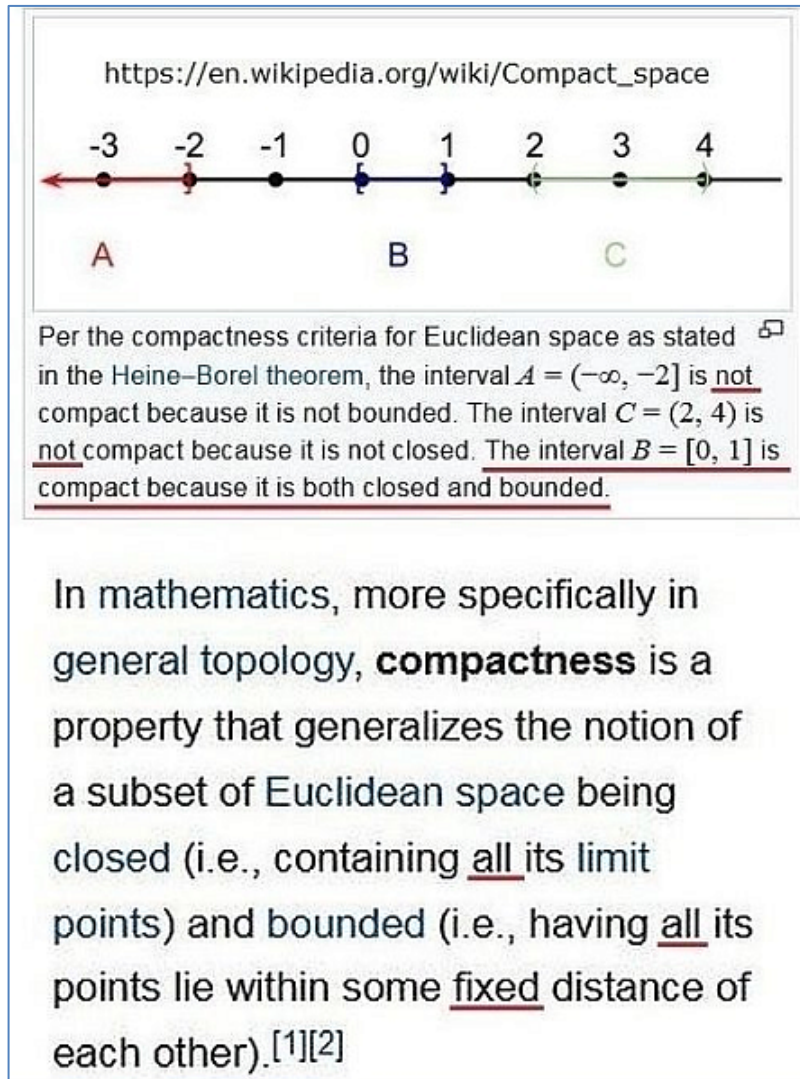 https://en.wikipedia.org/wiki/Compact_space
-3 -2 -1 0 1 2 3 4
A B C
Per the compactness criteria for Euclidean space as stated
in the Heine–Borel theorem, the interval A = (−∞, −2] is not
compact because it is not bounded. The interval C = (2, 4) is
not compact because it is not closed. The interval B = [0, 1] is
compact because it is both closed and bounded.
In mathematics, more specifically in
general topology, compactness is a
property that generalizes the notion of
a subset of Euclidean space being
closed (i.e., containing all its limit
points) and bounded (i.e., having all its
points lie within some fixed distance of
each other).[1][2]